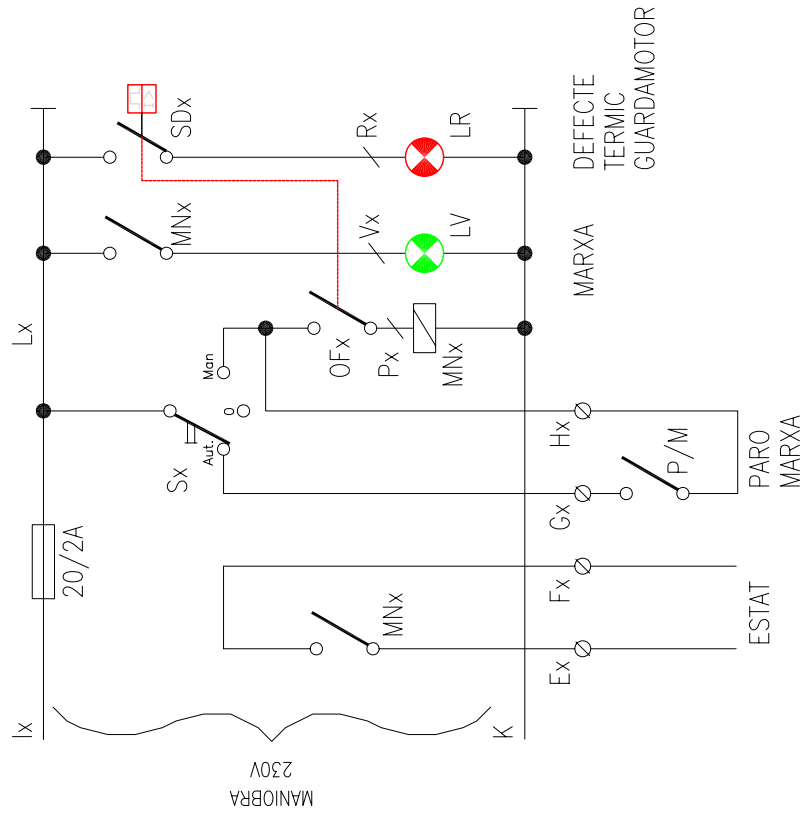 Ix
20/2A
Lx
MANIOBRA
230V
K
MNx
Ex
Fx
ESTAT
Sx
Aut.
0
Man
Gx
Hx
P/M
PARO
MARXA
OFx
Px
MNx
MNx
Vx
LV
MARXA
SDx
Rx
LR
DEFECTE
TERMIC
GUARDAMOTOR